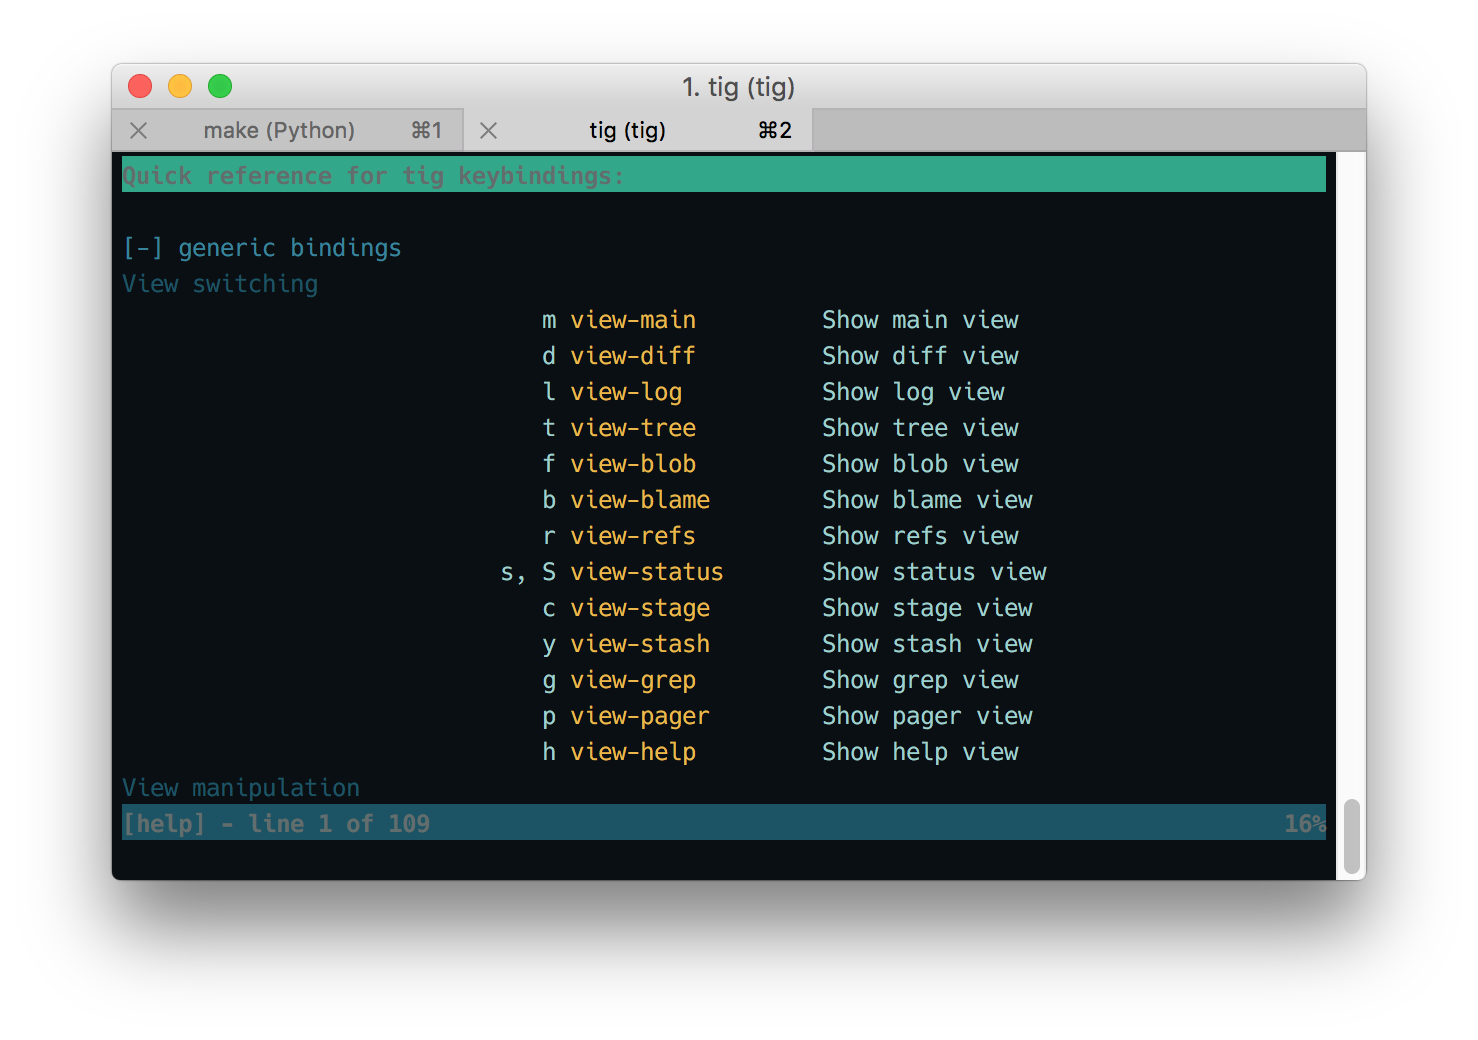 1. tig (tig)
make (Python) ⌘1 tig (tig) ⌘2
Quick reference for tig keybindings:
[-] generic bindings
View switching
m view-main Show main view
d view-diff Show diff view
l view-log Show log view
t view-tree Show tree view
f view-blob Show blob view
b view-blame Show blame view
r view-refs Show refs view
s, S view-status Show status view
c view-stage Show stage view
y view-stash Show stash view
g view-grep Show grep view
p view-pager Show pager view
h view-help Show help view
View manipulation
[help] - line 1 of 109 16%